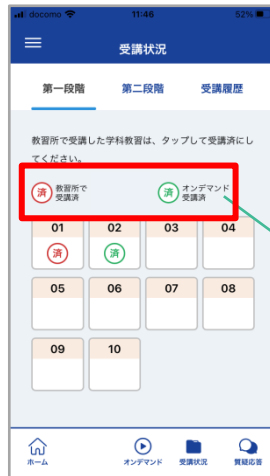 docomo 11:46 52%
受講状況
第一段階 第二段階 受講履歴
教習所で受講した学科教習は、タップして受講済にし
てください。
済 教習所で 済 オンデマンド
受講済 受講済
01 02 03 04
済 済
05 06 07 08
09 10
ホーム オンデマンド 受講状況 質疑応答